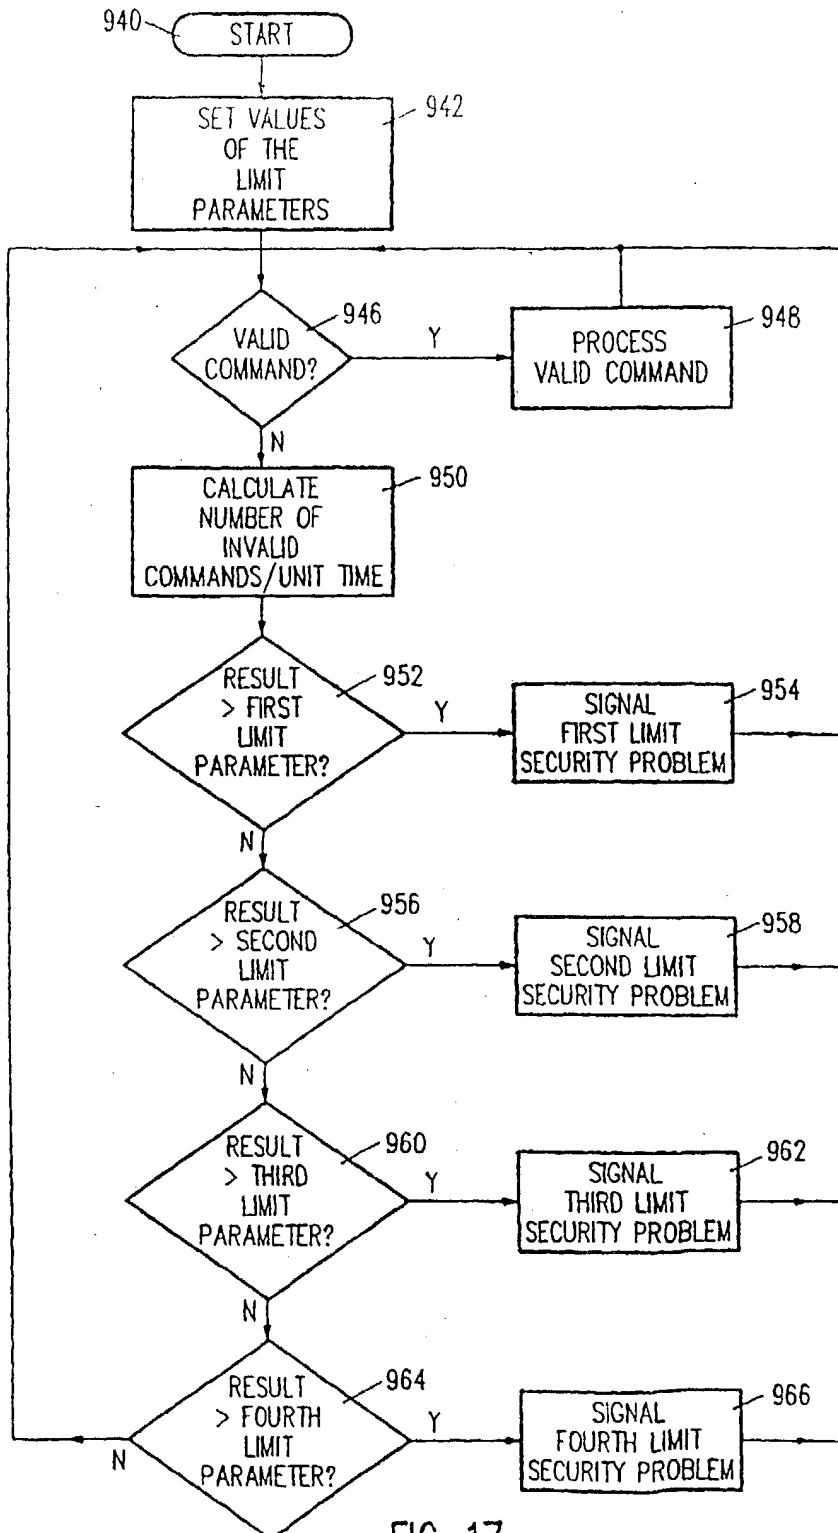 940
START
942
SET VALUES
OF THE
LIMIT
PARAMETERS
946
VALID
COMMAND?
Y
948
PROCESS
VALID COMMAND
N
950
CALCULATE
NUMBER OF
INVALID
COMMANDS/UNIT TIME
952
RESULT
> FIRST
LIMIT
PARAMETER?
Y
954
SIGNAL
FIRST LIMIT
SECURITY PROBLEM
N
956
RESULT
> SECOND
LIMIT
PARAMETER?
Y
958
SIGNAL
SECOND LIMIT
SECURITY PROBLEM
N
960
RESULT
> THIRD
LIMIT
PARAMETER?
Y
962
SIGNAL
THIRD LIMIT
SECURITY PROBLEM
N
964
RESULT
> FOURTH
LIMIT
PARAMETER?
Y
966
SIGNAL
FOURTH LIMIT
SECURITY PROBLEM
N
FIG. 17